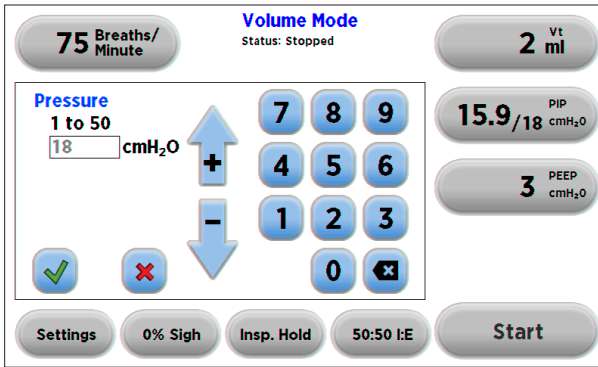 75 Breaths/
Minute
Volume Mode
Status: Stopped
2 Vt
ml
Pressure
1 to 50
18 cmH₂O
+
−
7 8 9
4 5 6
1 2 3
0
15.9/18 PIP
cmH₂0
3 PEEP
cmH₂0
Settings
0% Sigh
Insp. Hold
50:50 I:E
Start